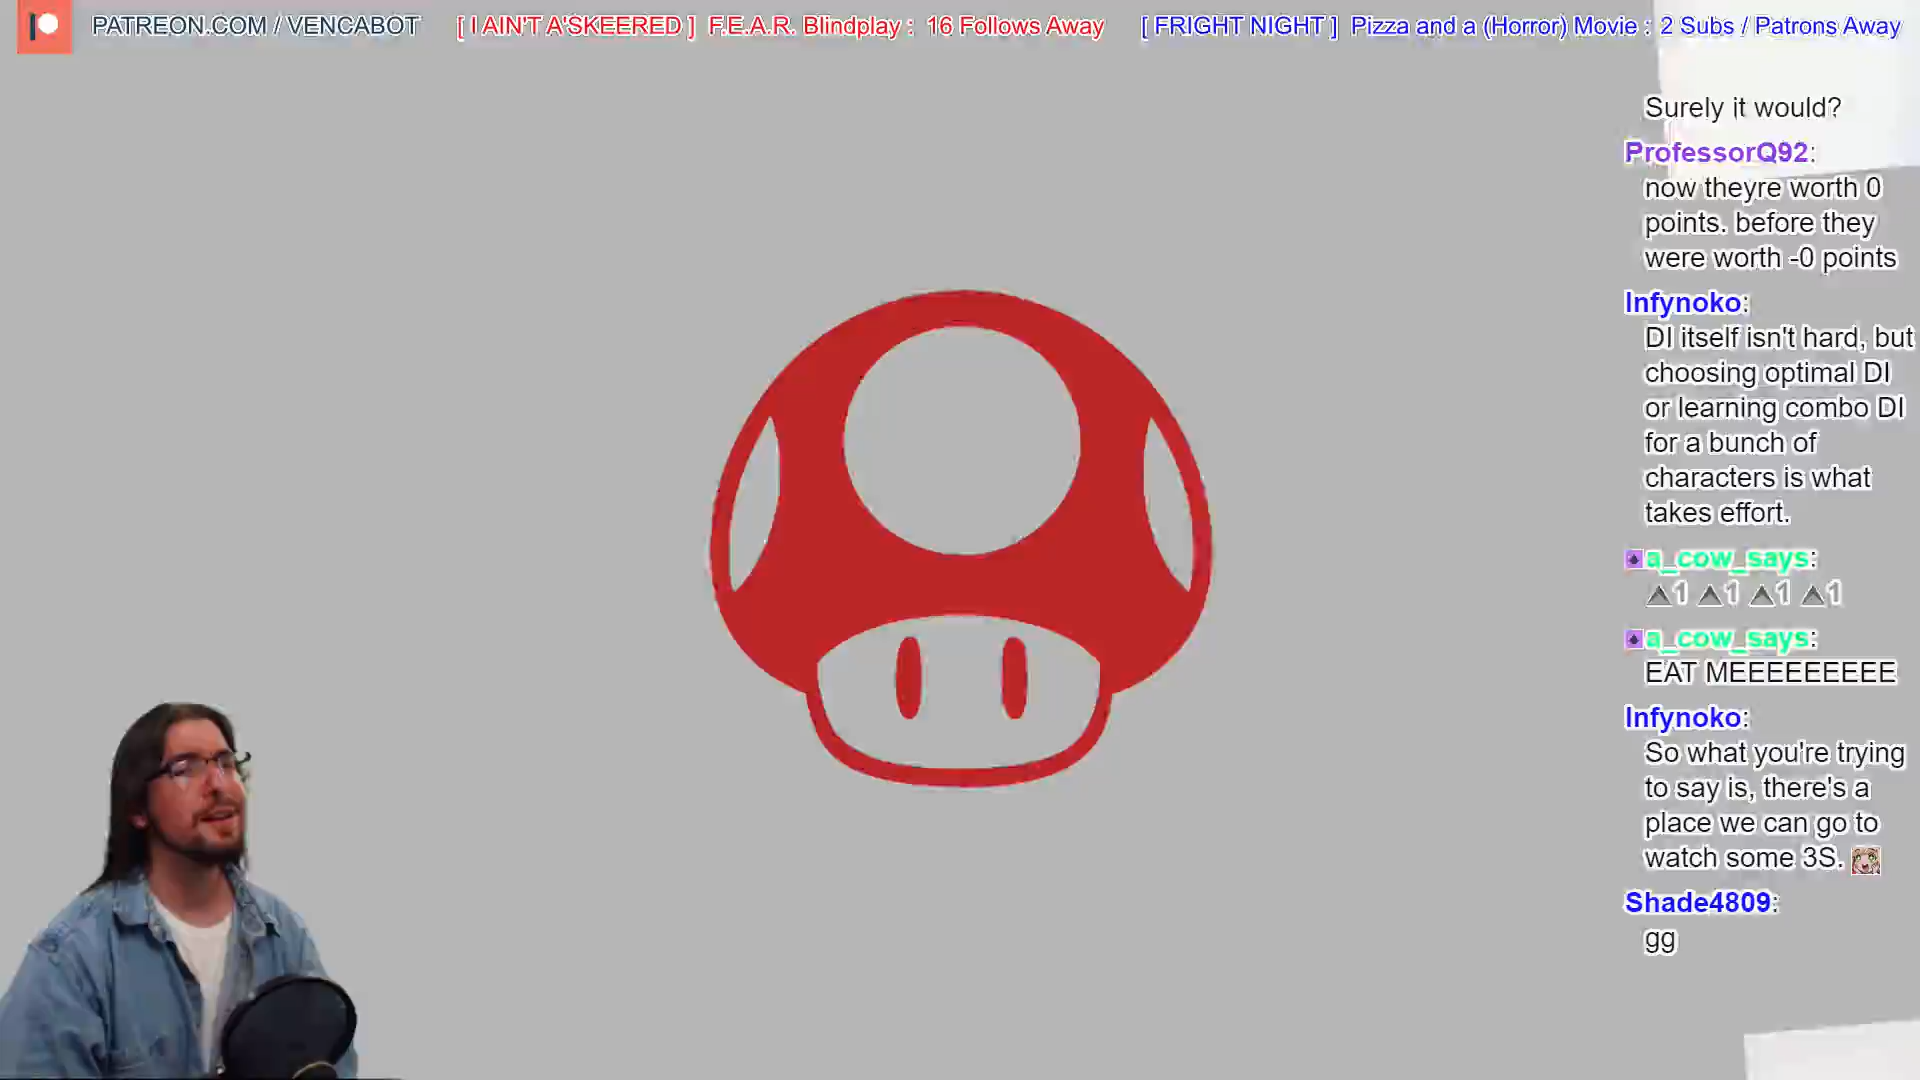 PATREON.COM / VENCABOT [ I AIN'T A'SKEERED ] F.E.A.R. Blindplay : 16 Follows Away [ FRIGHT NIGHT ] Pizza and a (Horror) Movie : 2 Subs / Patrons Away
Surely it would?
ProfessorQ92:
now theyre worth 0
points. before they
were worth -0 points
Infynoko:
DI itself isn't hard, but
choosing optimal DI
or learning combo DI
for a bunch of
characters is what
takes effort.
a_cow_says:
1 1 1 1
a_cow_says:
EAT MEEEEEEEEE
Infynoko:
So what you're trying
to say is, there's a
place we can go to
watch some 3S.
Shade4809:
gg